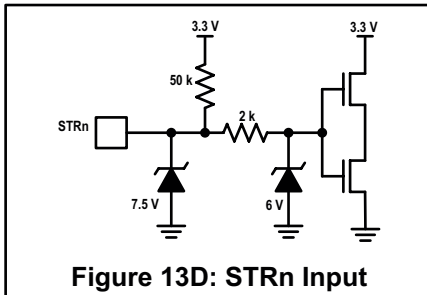 3.3 V
3.3 V
50 k
STRn
2 k
7.5 V
6 V
Figure 13D: STRn Input